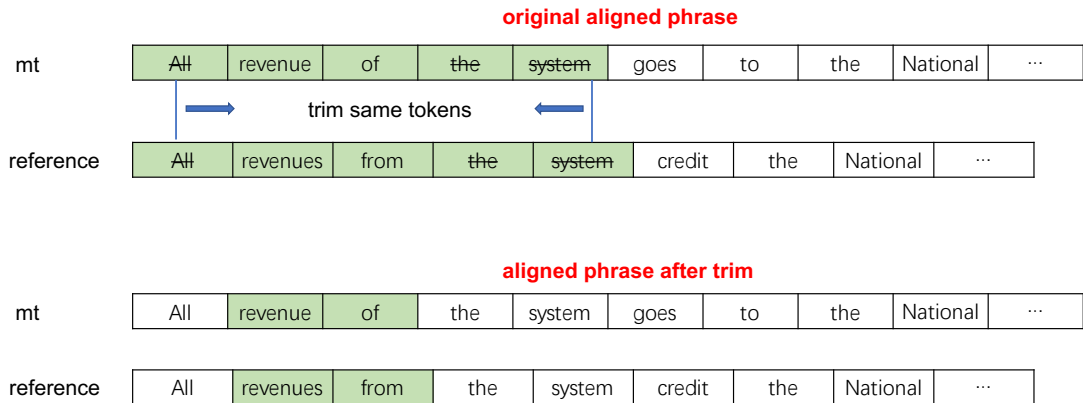 original aligned phrase
mt All revenue of the system goes to the National ...
trim same tokens
reference All revenues from the system credit the National ...
aligned phrase after trim
mt All revenue of the system goes to the National ...
reference All revenues from the system credit the National ...